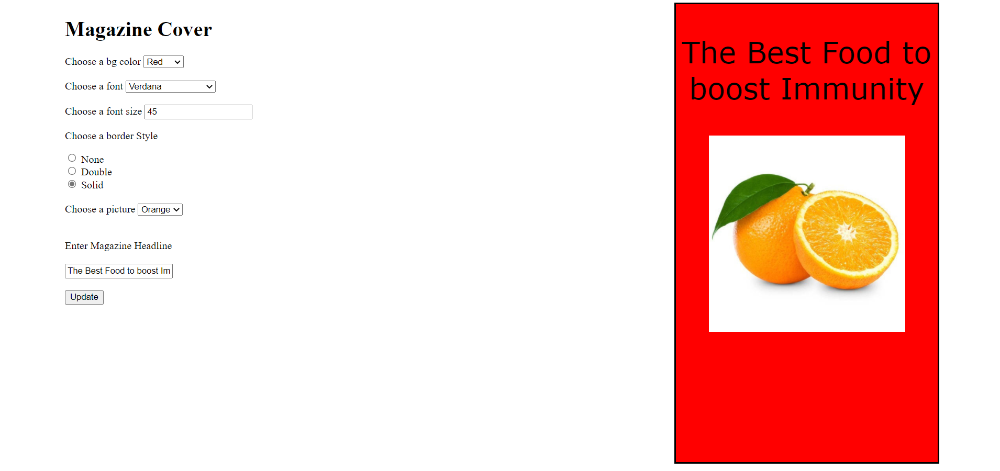 Magazine Cover
Choose a bg color Red
Choose a font Verdana
Choose a font size 45
Choose a border Style
None
Double
Solid
Choose a picture Orange
Enter Magazine Headline
The Best Food to boost Im
Update
The Best Food to
boost Immunity